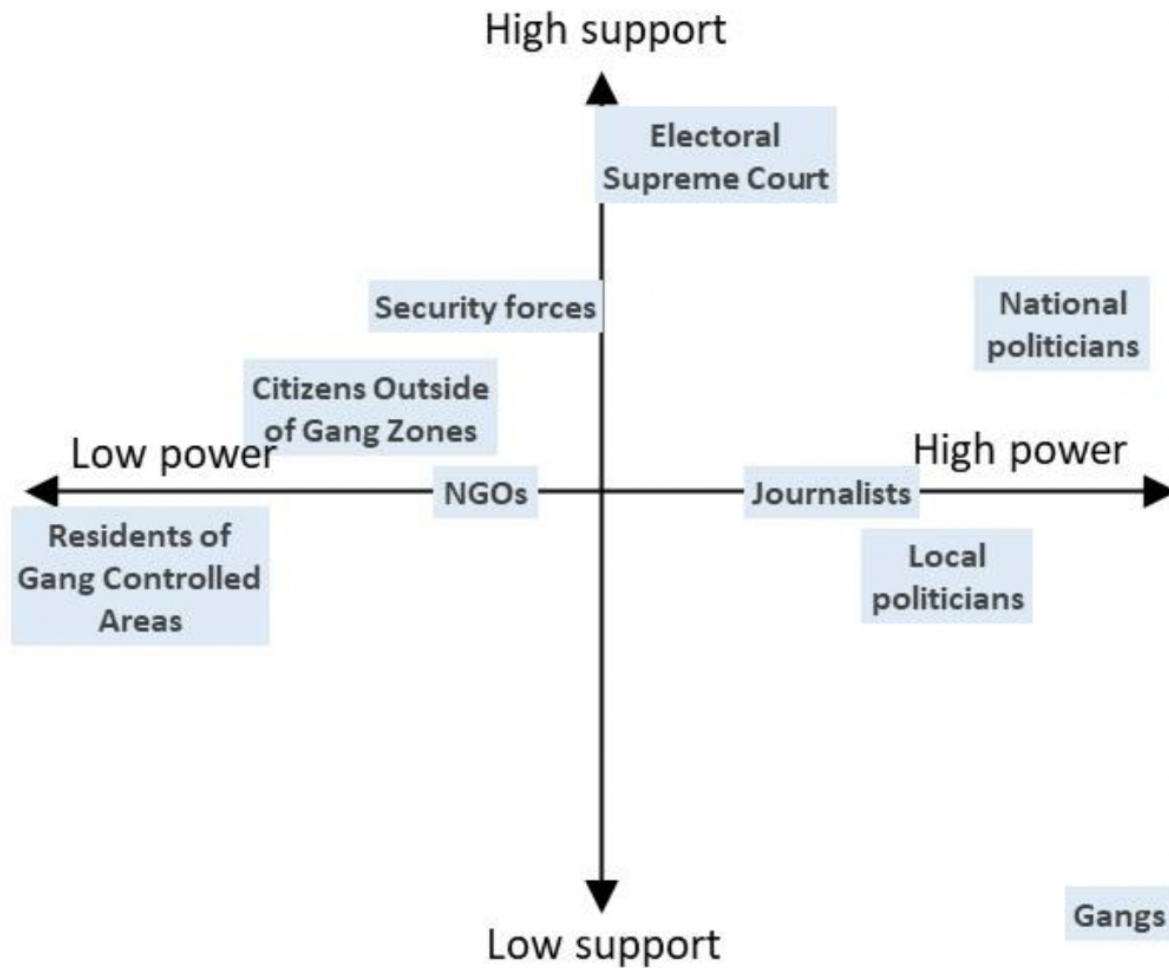 High support
Electoral
Supreme Court
Security forces
National
politicians
Citizens Outside
of Gang Zones
Low power
High power
NGOs
Journalists
Residents of
Gang Controlled
Areas
Local
politicians
Gangs
Low support